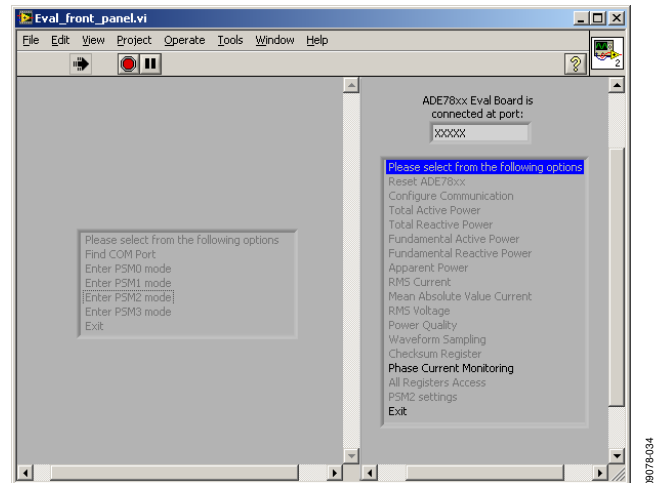 Eval_front_panel.vi
File Edit View Project Operate Tools Window Help
2
Please select from the following options
Find COM Port
Enter PSM0 mode
Enter PSM1 mode
Enter PSM2 mode
Enter PSM3 mode
Exit
ADE78xx Eval Board is
connected at port:
XXXXX
Please select from the following options
Reset ADE78xx
Configure Communication
Total Active Power
Total Reactive Power
Fundamental Active Power
Fundamental Reactive Power
Apparent Power
RMS Current
Mean Absolute Value Current
RMS Voltage
Power Quality
Waveform Sampling
Checksum Register
Phase Current Monitoring
All Registers Access
PSM2 settings
Exit
09078-034